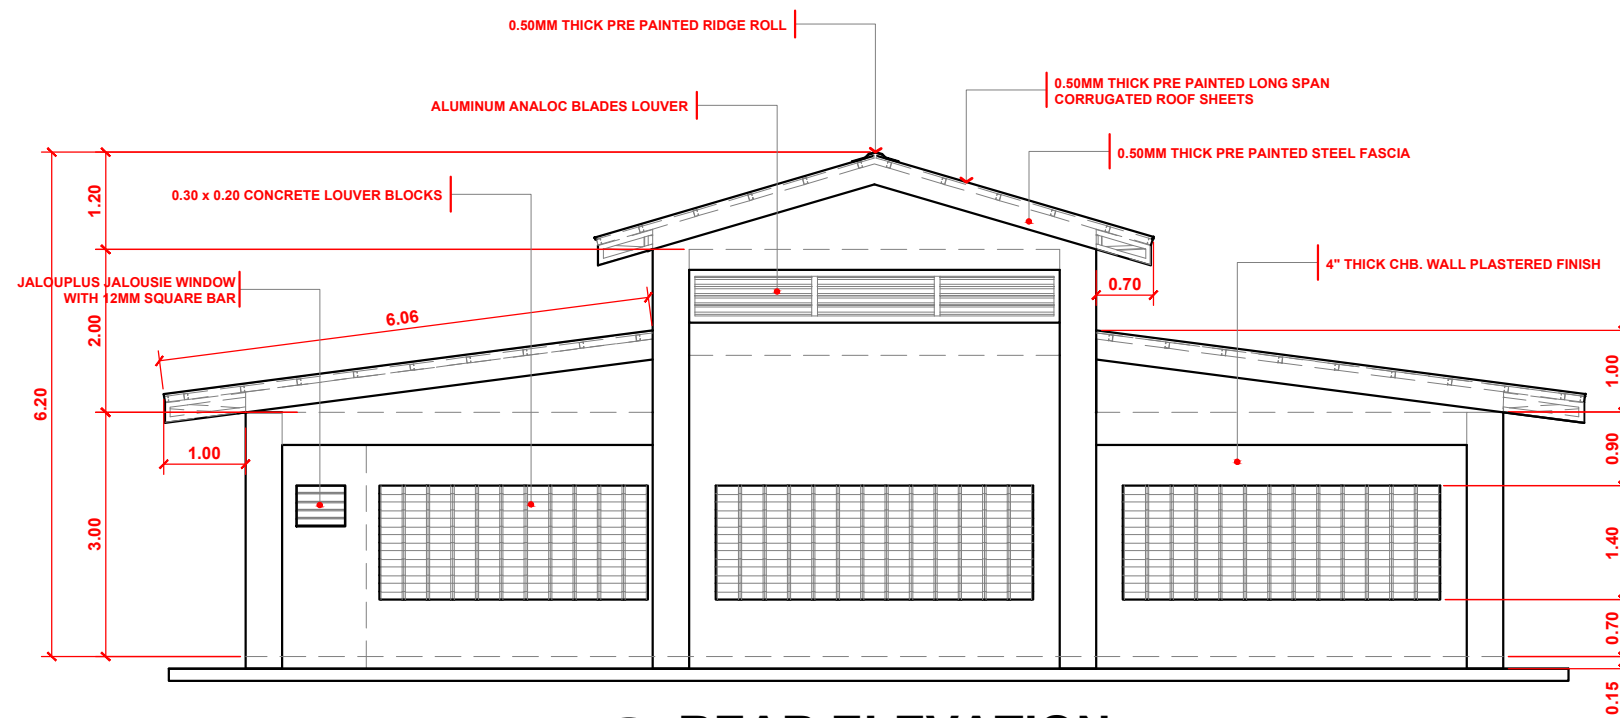 0.50MM THICK PRE PAINTED RIDGE ROLL
0.50MM THICK PRE PAINTED LONG SPAN
CORRUGATED ROOF SHEETS
ALUMINUM ANALOC BLADES LOUVER
0.50MM THICK PRE PAINTED STEEL FASCIA
0.30 x 0.20 CONCRETE LOUVER BLOCKS
4" THICK CHB. WALL PLASTERED FINISH
JALOUPLUS JALOUSIE WINDOW
WITH 12MM SQUARE BAR
1.20
2.00
6.20
3.00
6.06
1.00
0.70
1.00
0.90
1.40
0.70
0.15
REAR ELEVATION